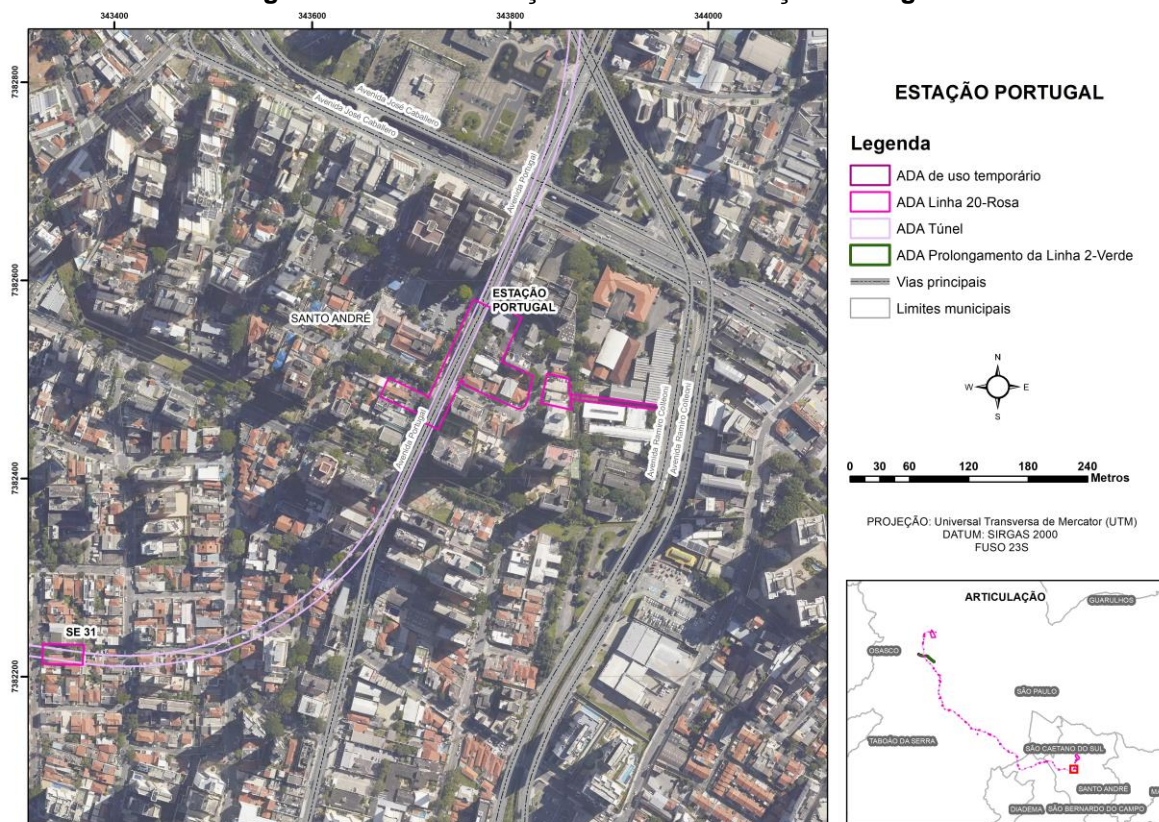 343400
343600
343800
344000
7382800
7382600
7382400
7382200
Avenida José Caballero
Avenida José Caballero
Avenida Portugal
ESTAÇÃO
PORTUGAL
SANTO ANDRÉ
Avenida Portugal
Avenida Ramiro Colleoni
Avenida Ramiro Colleoni
SE 31
ESTAÇÃO PORTUGAL
Legenda
ADA de uso temporário
ADA Linha 20-Rosa
ADA Túnel
ADA Prolongamento da Linha 2-Verde
Vias principais
Limites municipais
N
W E
S
0 30 60 120 180 240
Metros
PROJEÇÃO: Universal Transversa de Mercator (UTM)
DATUM: SIRGAS 2000
FUSO 23S
ARTICULAÇÃO
GUARULHOS
OSASCO
SÃO PAULO
TABOÃO DA SERRA
SÃO CAETANO DO SUL
SANTO ANDRÉ
MA
DIADEMA
SÃO BERNARDO DO CAMPO